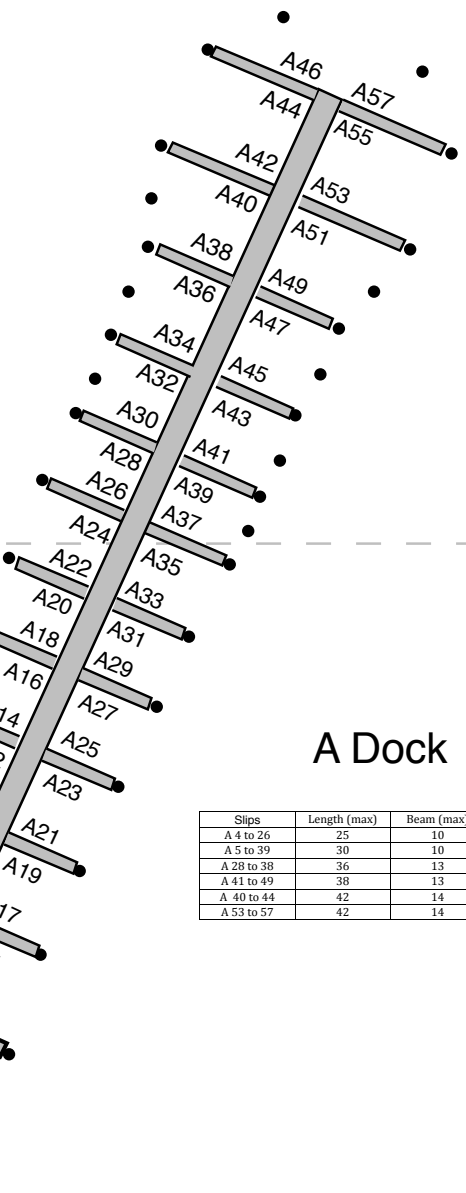 A46
A57
A44
A55
A42
A53
A40
A51
A38
A49
A36
A47
A34
A45
A32
A43
A30
A41
A28
A39
A26
A37
A24
A35
A22
A33
A20
A31
A18
A29
A16
A27
14
A25
A23
A21
A19
17
A Dock
Slips Length (max) Beam (max)
A 4 to 26 25 10
A 5 to 39 30 10
A 28 to 38 36 13
A 41 to 49 38 13
A 40 to 44 42 14
A 53 to 57 42 14